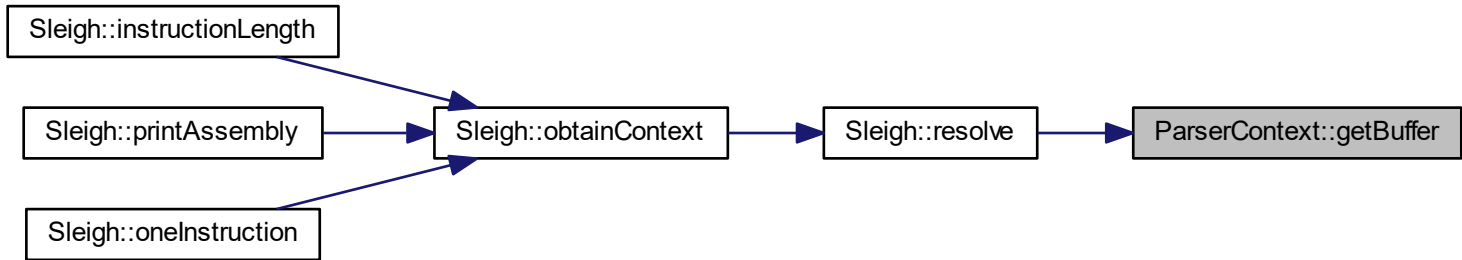 Sleigh::instructionLength
Sleigh::printAssembly
Sleigh::obtainContext
Sleigh::resolve
ParserContext::getBuffer
Sleigh::oneInstruction